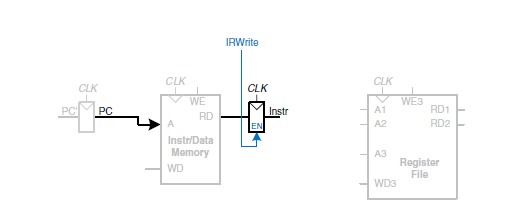 IRWrite
CLK
CLK
CLK
CLK
WE
WE3
PC'
PC
RD
Instr
A1
RD1
A
EN
A2
RD2
Instr/Data
Memory
A3
Register
File
WD
WD3